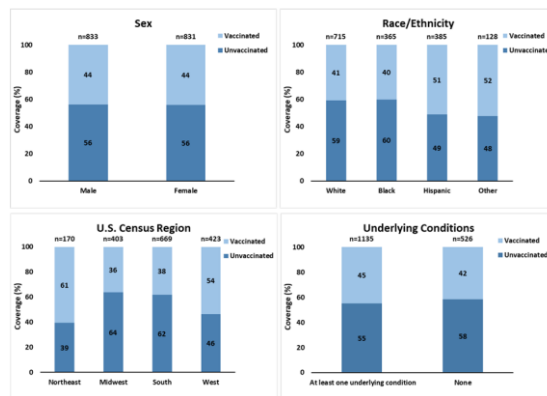 Sex
n=833 n=831
Vaccinated
Unvaccinated
Coverage (%)
100
80
60
40
20
0
44 44
56 56
Male Female
Race/Ethnicity
n=715 n=365 n=385 n=128
Vaccinated
Unvaccinated
Coverage (%)
100
80
60
40
20
0
41 40 51 52
59 60 49 48
White Black Hispanic Other
U.S. Census Region
n=170 n=403 n=669 n=423
Vaccinated
Unvaccinated
Coverage (%)
100
80
60
40
20
0
61 36 38 54
39 64 62 46
Northeast Midwest South West
Underlying Conditions
n=1135 n=526
Vaccinated
Unvaccinated
Coverage (%)
100
80
60
40
20
0
45 42
55 58
At least one underlying condition None